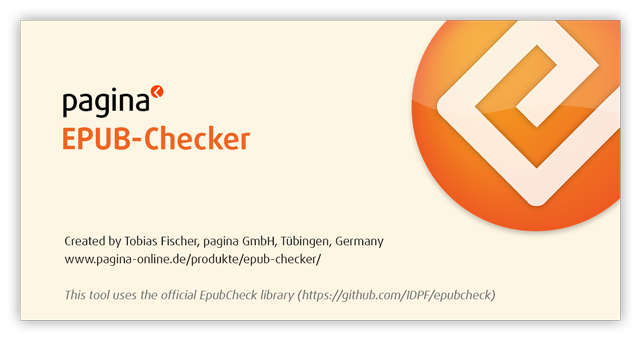 pagina
EPUB-Checker
Created by Tobias Fischer, pagina GmbH, Tübingen, Germany
www.pagina-online.de/produkte/epub-checker/
This tool uses the official EpubCheck library (https://github.com/IDPF/epubcheck)